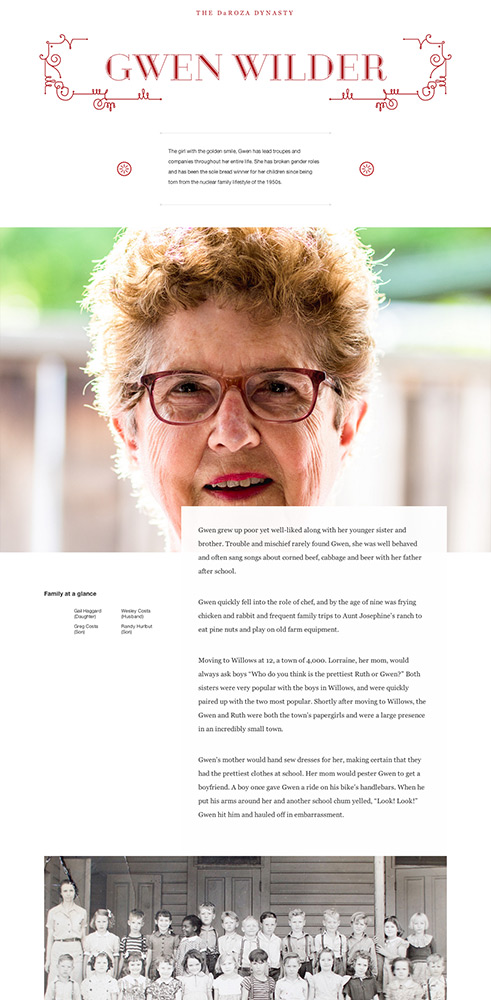 THE DaROZA DYNASTY
GWEN WILDER
The girl with the golden smile, Gwen has lead troupes and
companies throughout her entire life. She has broken gender roles
and has been the sole bread winner for her children since being
torn from the nuclear family lifestyle of the 1950s.
Gwen grew up poor yet well-liked along with her younger sister and
brother. Trouble and mischief rarely found Gwen, she was well behaved
and often sang songs about corned beef, cabbage and beer with her father
after school.
Family at a glance
Gail Haggard
(Daughter)
Wesley Costa
(Husband)
Greg Costa
(Son)
Randy Hurlbut
(Son)
Gwen quickly fell into the role of chef, and by the age of nine was frying
chicken and rabbit and frequent family trips to Aunt Josephine's ranch to
eat pine nuts and play on old farm equipment.
Moving to Willows at 12, a town of 4,000. Lorraine, her mom, would
always ask boys "Who do you think is the prettiest Ruth or Gwen?" Both
sisters were very popular with the boys in Willows, and were quickly
paired up with the two most popular. Shortly after moving to Willows, the
Gwen and Ruth were both the town's papergirls and were a large presence
in an incredibly small town.
Gwen's mother would hand sew dresses for her, making certain that they
had the prettiest clothes at school. Her mom would pester Gwen to get a
boyfriend. A boy once gave Gwen a ride on his bike's handlebars. When he
put his arms around her and another school chum yelled, "Look! Look!"
Gwen hit him and hauled off in embarrassment.